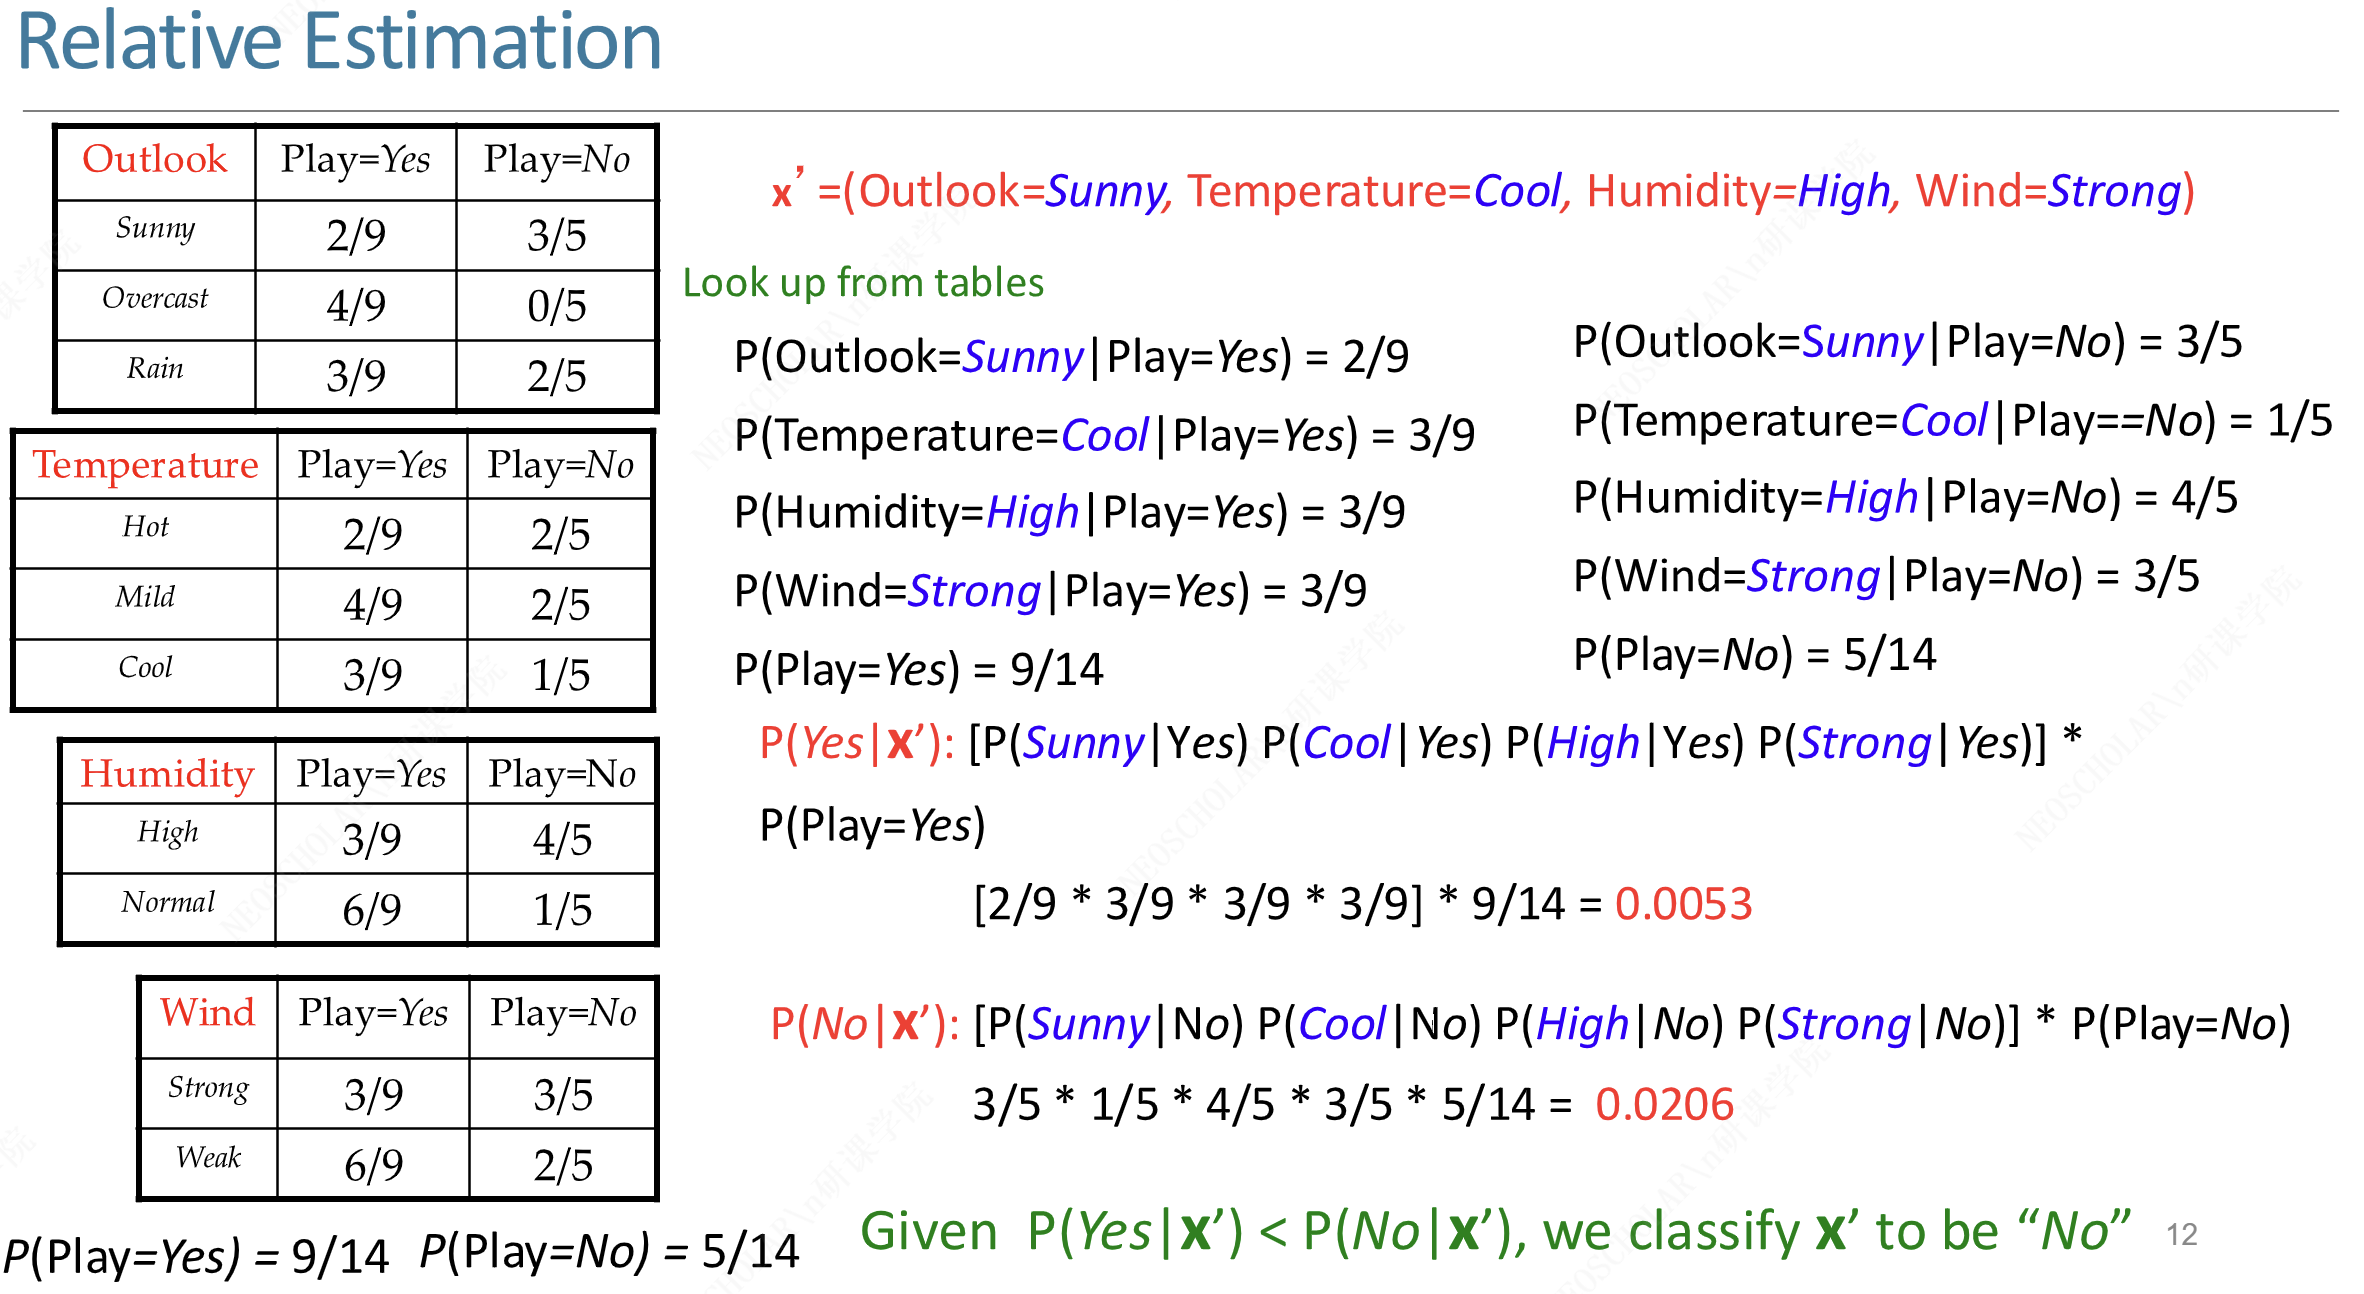 Relative Estimation
Outlook Play=Yes Play=No
Sunny 2/9 3/5
Overcast 4/9 0/5
Rain 3/9 2/5
Temperature Play=Yes Play=No
Hot 2/9 2/5
Mild 4/9 2/5
Cool 3/9 1/5
Humidity Play=Yes Play=No
High 3/9 4/5
Normal 6/9 1/5
Wind Play=Yes Play=No
Strong 3/9 3/5
Weak 6/9 2/5
P(Play=Yes) = 9/14 P(Play=No) = 5/14
x’ =(Outlook=Sunny, Temperature=Cool, Humidity=High, Wind=Strong)
Look up from tables
P(Outlook=Sunny|Play=Yes) = 2/9
P(Temperature=Cool|Play=Yes) = 3/9
P(Humidity=High|Play=Yes) = 3/9
P(Wind=Strong|Play=Yes) = 3/9
P(Play=Yes) = 9/14
P(Outlook=Sunny|Play=No) = 3/5
P(Temperature=Cool|Play==No) = 1/5
P(Humidity=High|Play=No) = 4/5
P(Wind=Strong|Play=No) = 3/5
P(Play=No) = 5/14
P(Yes|x’): [P(Sunny|Yes) P(Cool|Yes) P(High|Yes) P(Strong|Yes)] *
P(Play=Yes)
[2/9 * 3/9 * 3/9 * 3/9] * 9/14 = 0.0053
P(No|x’): [P(Sunny|No) P(Cool|No) P(High|No) P(Strong|No)] * P(Play=No)
3/5 * 1/5 * 4/5 * 3/5 * 5/14 = 0.0206
Given P(Yes|x’) < P(No|x’), we classify x’ to be “No”
12
NEOSCHOLAR\n研课学院